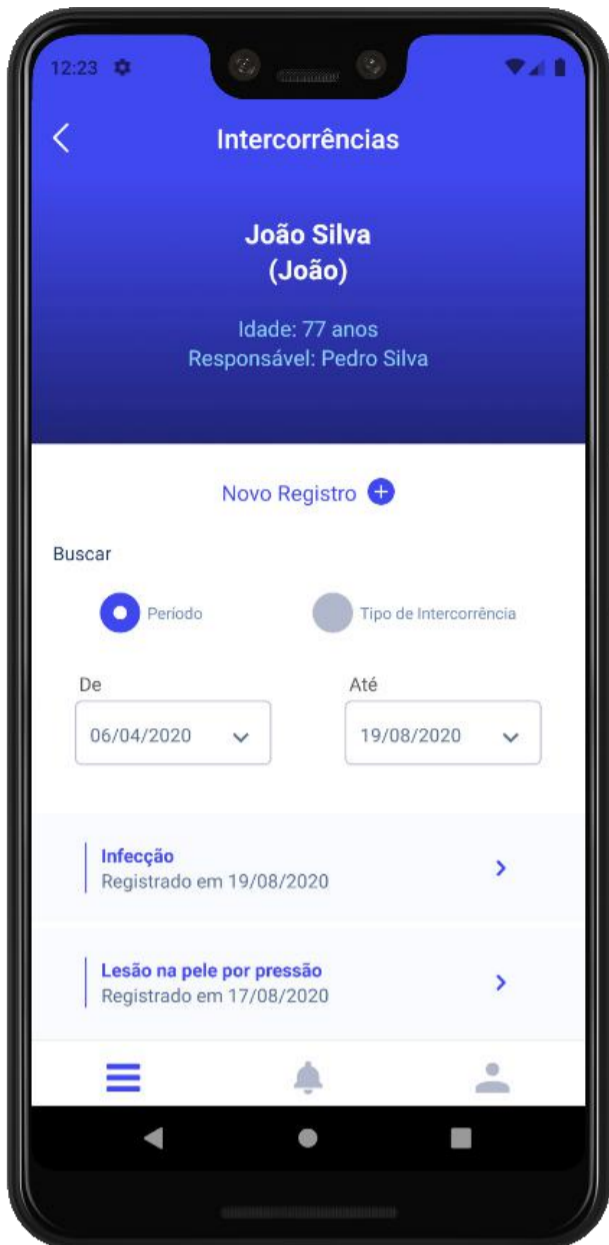 12:23
Intercorrências
João Silva
(João)
Idade: 77 anos
Responsável: Pedro Silva
Novo Registro
Buscar
Período
Tipo de Intercorrência
De
Até
06/04/2020
19/08/2020
Infecção
Registrado em 19/08/2020
Lesão na pele por pressão
Registrado em 17/08/2020